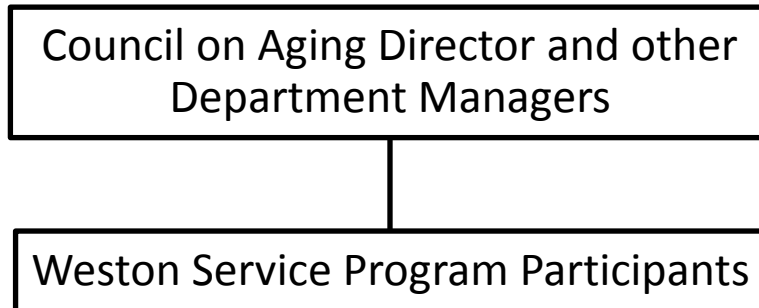 Council on Aging Director and other
Department Managers
Weston Service Program Participants